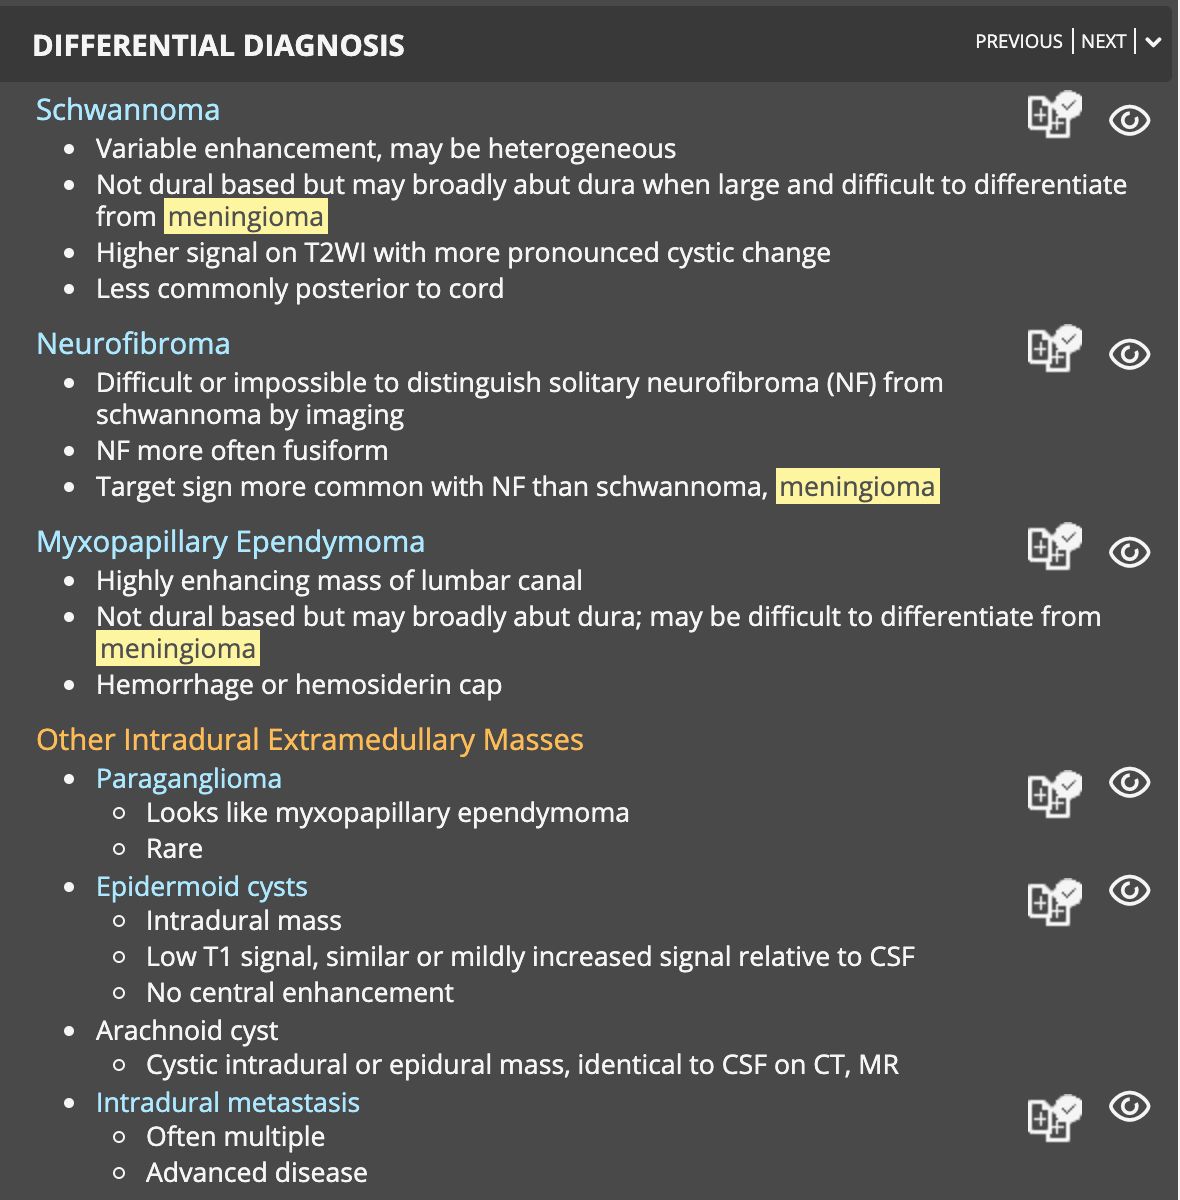 DIFFERENTIAL DIAGNOSIS
PREVIOUS | NEXT |
Schwannoma
• Variable enhancement, may be heterogeneous
• Not dural based but may broadly abut dura when large and difficult to differentiate
from meningioma
• Higher signal on T2WI with more pronounced cystic change
• Less commonly posterior to cord
Neurofibroma
• Difficult or impossible to distinguish solitary neurofibroma (NF) from
schwannoma by imaging
• NF more often fusiform
• Target sign more common with NF than schwannoma, meningioma
Myxopapillary Ependymoma
• Highly enhancing mass of lumbar canal
• Not dural based but may broadly abut dura; may be difficult to differentiate from
meningioma
• Hemorrhage or hemosiderin cap
Other Intradural Extramedullary Masses
• Paraganglioma
○ Looks like myxopapillary ependymoma
○ Rare
• Epidermoid cysts
○ Intradural mass
○ Low T1 signal, similar or mildly increased signal relative to CSF
○ No central enhancement
• Arachnoid cyst
○ Cystic intradural or epidural mass, identical to CSF on CT, MR
• Intradural metastasis
○ Often multiple
○ Advanced disease